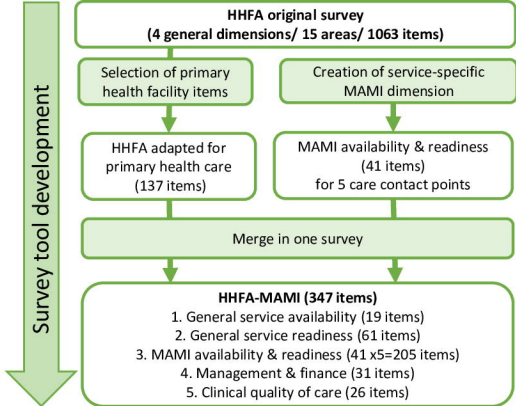 Survey tool development
HHFA original survey
(4 general dimensions/ 15 areas/ 1063 items)
Selection of primary
health facility items
Creation of service-specific
MAMI dimension
HHFA adapted for
primary health care
(137 items)
MAMI availability & readiness
(41 items)
for 5 care contact points
Merge in one survey
HHFA-MAMI (347 items)
1. General service availability (19 items)
2. General service readiness (61 items)
3. MAMI availability & readiness (41 x5=205 items)
4. Management & finance (31 items)
5. Clinical quality of care (26 items)